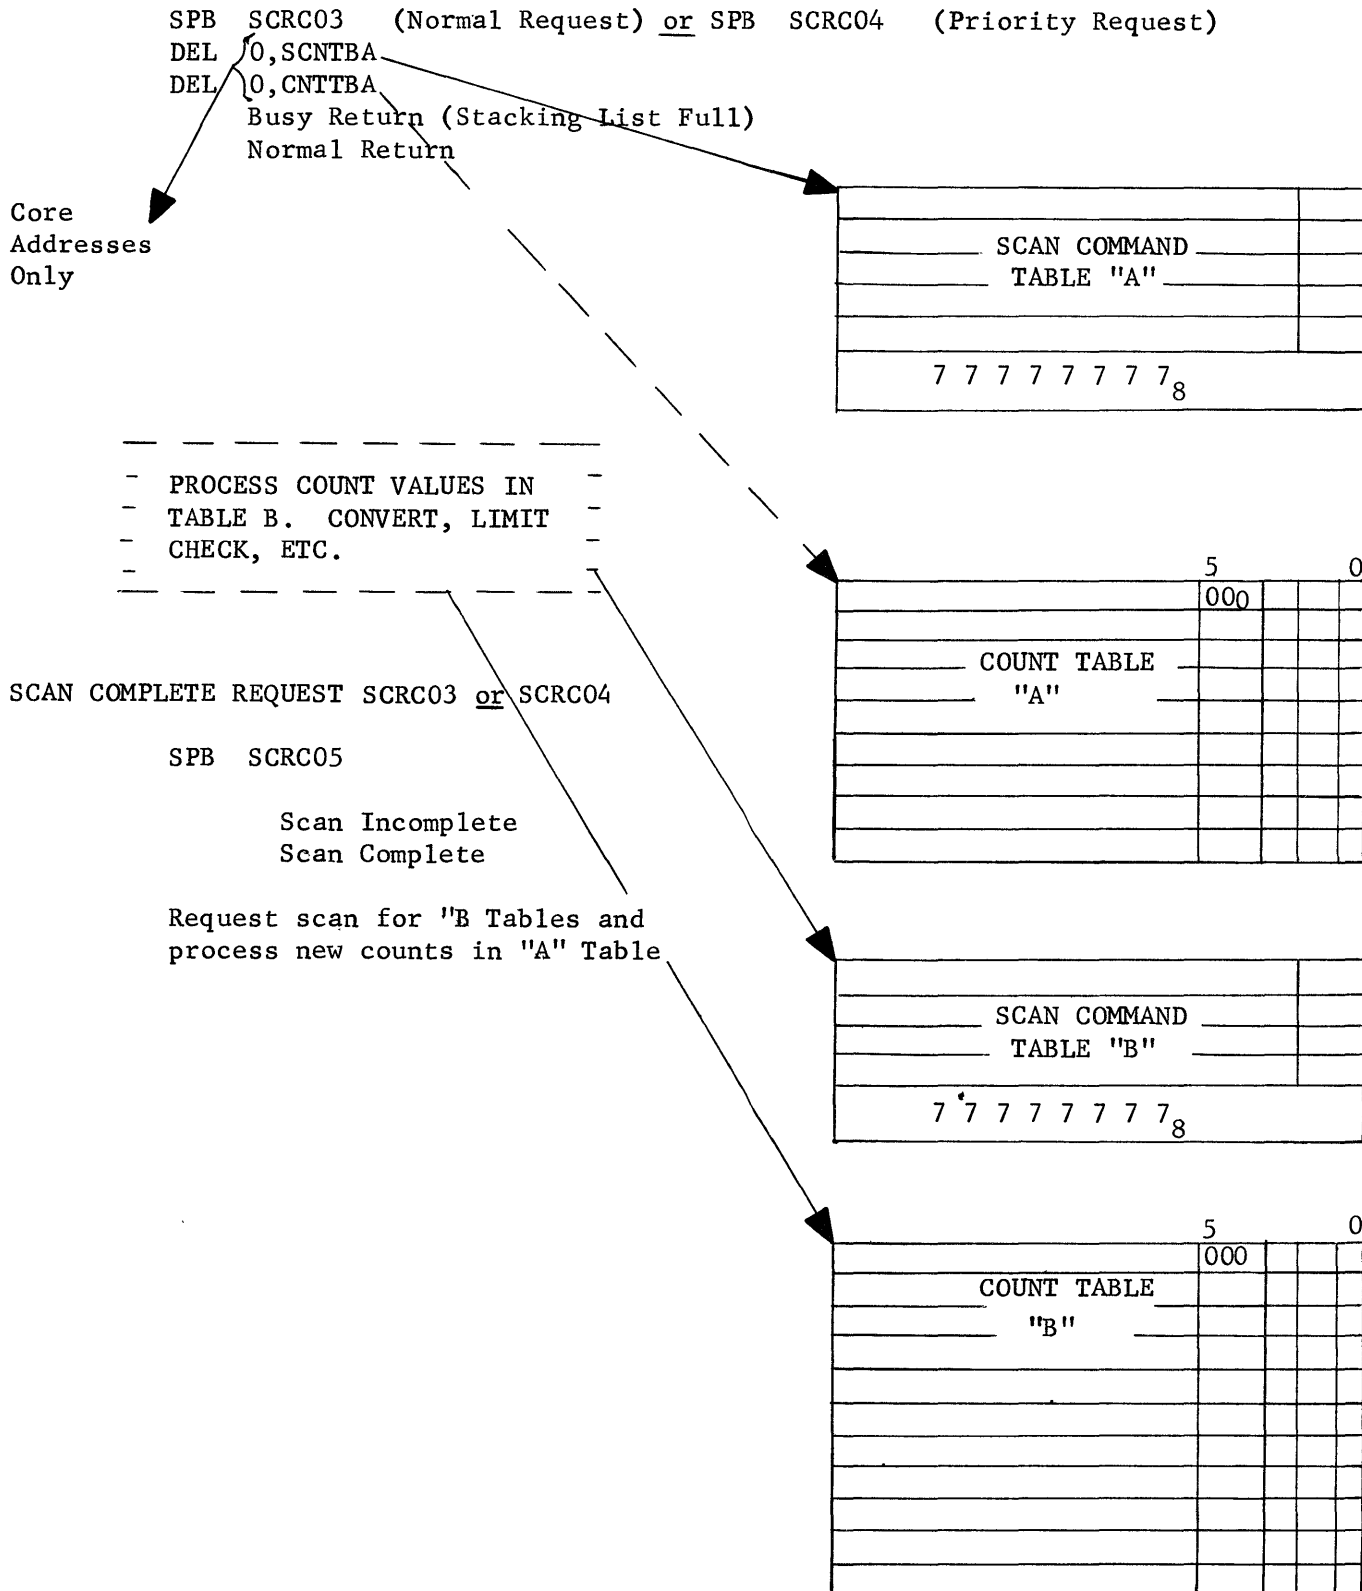 SPB SCRC03 (Normal Request) or SPB SCRC04 (Priority Request)
DEL 0,SCNTBA
DEL 0,CNTTBA
Busy Return (Stacking List Full)
Normal Return
Core
Addresses
Only
SCAN COMMAND
TABLE "A"
7 7 7 7 7 7 7 7 8
PROCESS COUNT VALUES IN
TABLE B. CONVERT, LIMIT
CHECK, ETC.
5 0
000
COUNT TABLE
"A"
SCAN COMPLETE REQUEST SCRC03 or SCRC04
SPB SCRC05
Scan Incomplete
Scan Complete
Request scan for "B Tables and
process new counts in "A" Table
SCAN COMMAND
TABLE "B"
7 7 7 7 7 7 7 7 8
5 0
000
COUNT TABLE
"B"